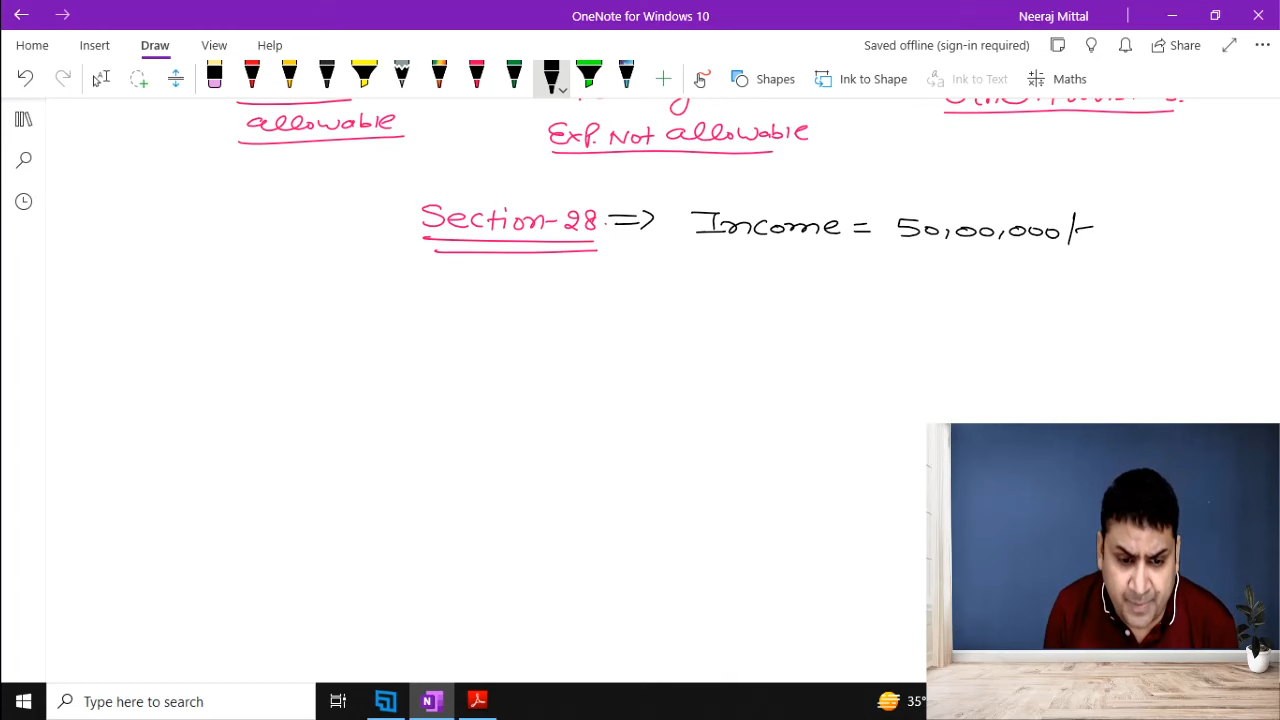 OneNote for Windows 10
Neeraj Mittal
Home Insert Draw View Help
Saved offline (sign-in required) Share
Shapes Ink to Shape Ink to Text Maths
allowable
Exp. Not allowable
Section-28 => Income = 50,00,000/-
Type here to search
35°